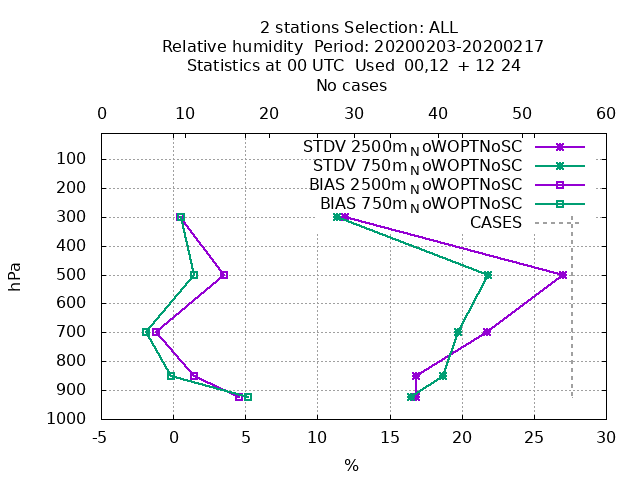 2 stations Selection: ALL
Relative humidity  Period: 20200203-20200217
Statistics at 00 UTC  Used  00,12  + 12 24
No cases
0 10 20 30 40 50 60
STDV 2500m_NoWOPTNoSC
STDV 750m_NoWOPTNoSC
BIAS 2500m_NoWOPTNoSC
BIAS 750m_NoWOPTNoSC
CASES
100
200
300
400
500
600
700
800
900
1000
hPa
-5 0 5 10 15 20 25 30
%